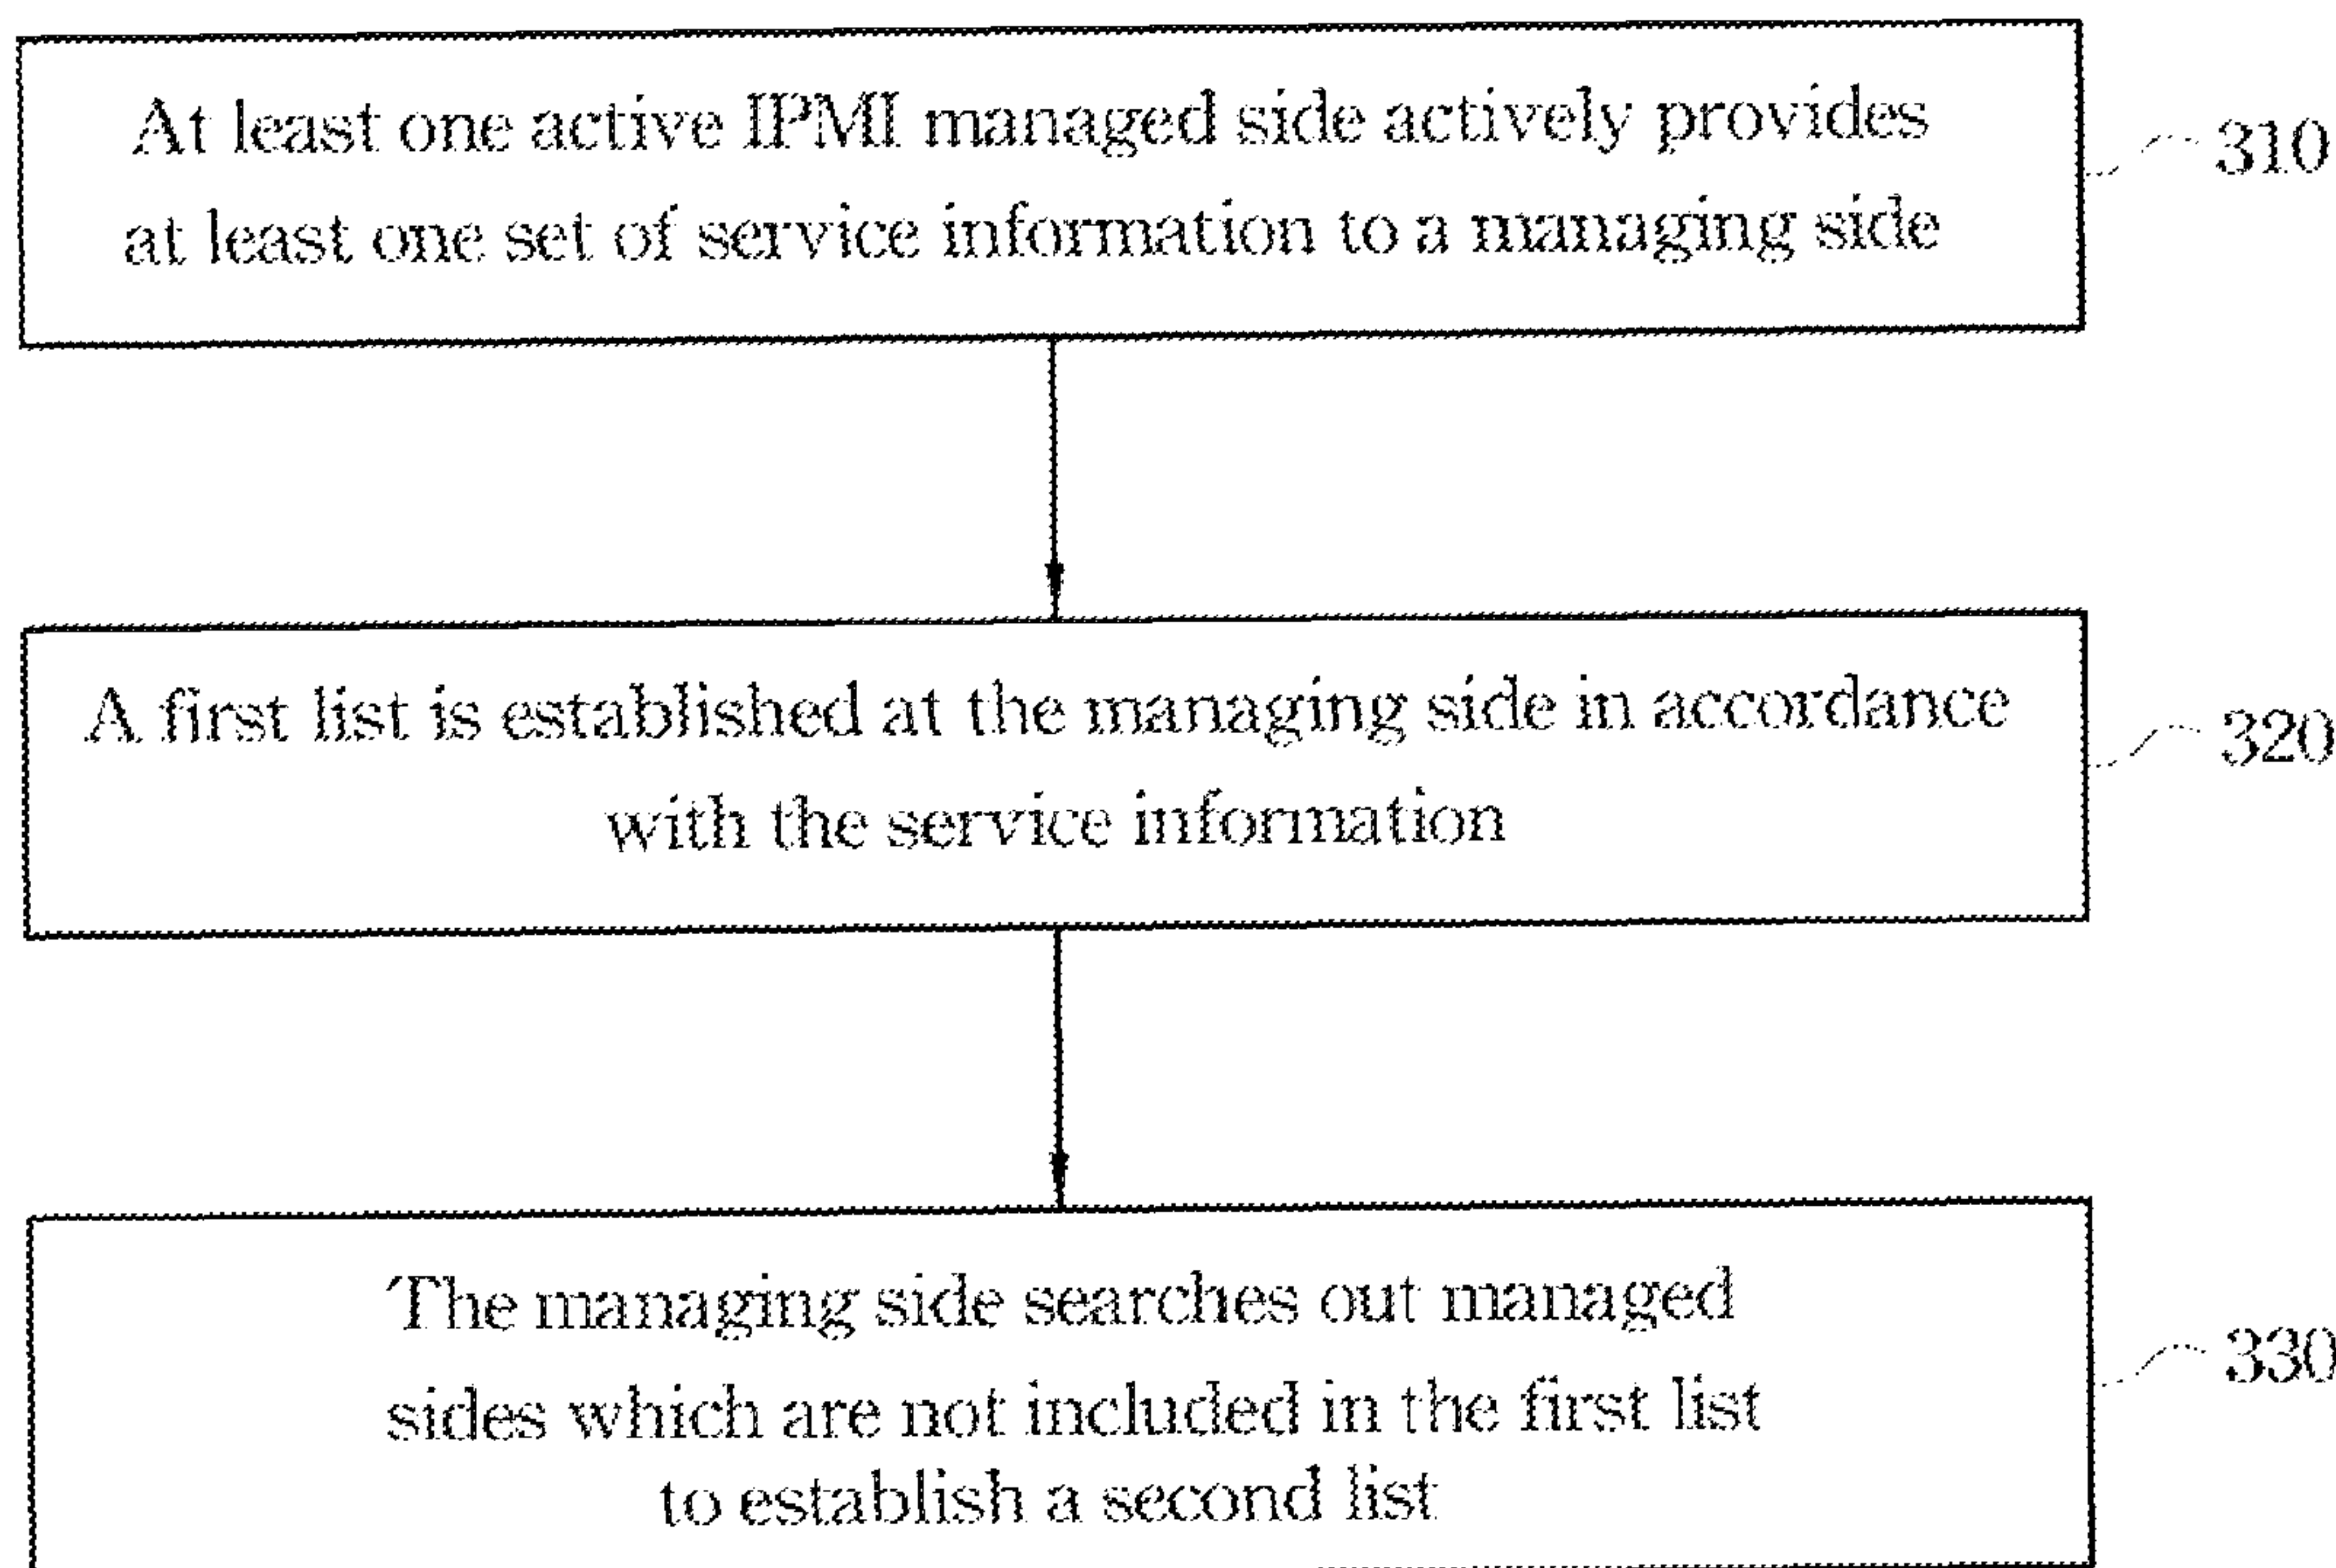 At least one active IPMI managed side actively provides
at least one set of service information to a managing side
310
A first list is established at the managing side in accordance
with the service information
320
The managing side searches out managed
sides which are not included in the first list
to establish a second list
330